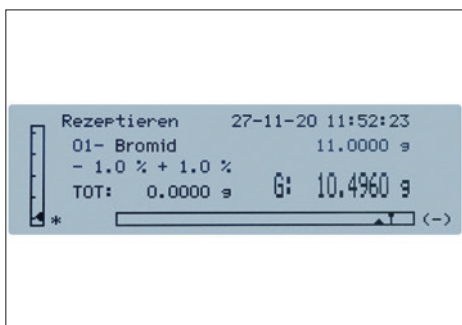 Rezeptieren 27-11-20 11:52:23
01- Bromid 11.0000 g
- 1.0 % + 1.0 %
TOT: 0.0000 g G: 10.4960 g
* (-)